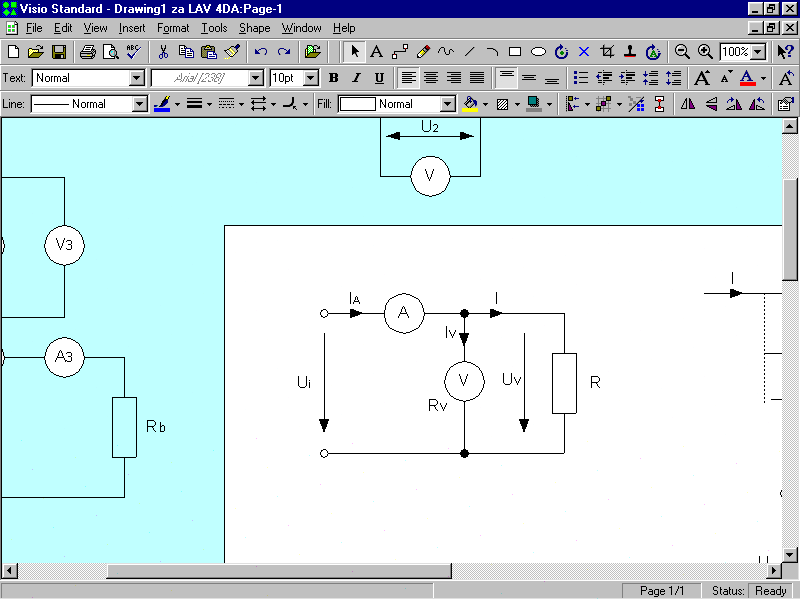 Visio Standard - Drawing1 za LAV 4DA:Page-1
File Edit View Insert Format Tools Shape Window Help
ABC A 100% ?
Text: Normal Arial [238] 10pt B I U A A A A
Line: Normal Fill: Normal
U2
V
V3
I
IA A I
A3 Iv
Ui V Uv R
Rv
Rb
Page 1/1 Status: Ready